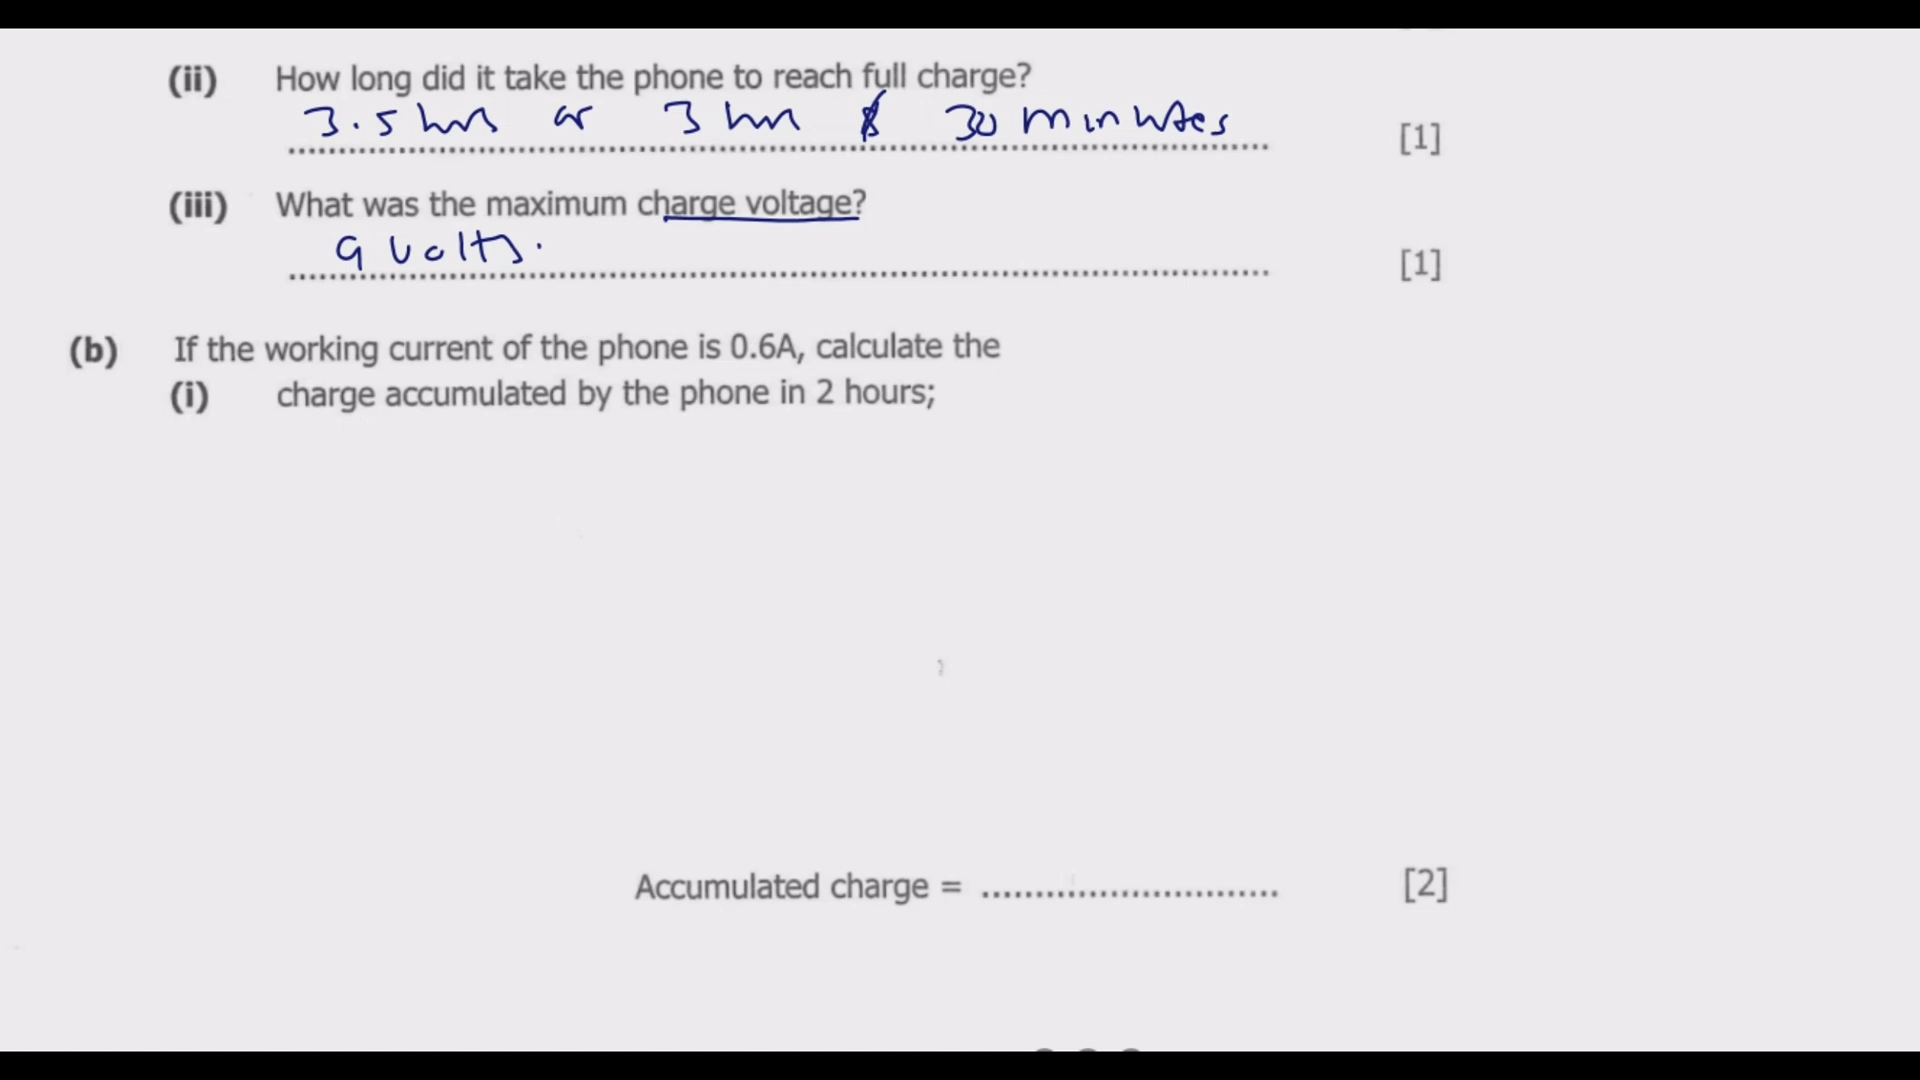 (ii) How long did it take the phone to reach full charge?
3.5 hrs or 3 hrs & 30 minutes
[1]
(iii) What was the maximum charge voltage?
9 volts.
[1]
(b) If the working current of the phone is 0.6A, calculate the
(i) charge accumulated by the phone in 2 hours;
Accumulated charge = ............................ [2]